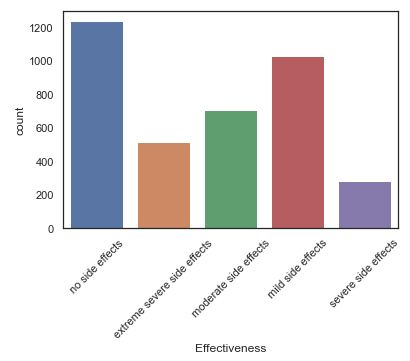 1200
1000
800
600
400
200
0
count
no side effects
extreme severe side effects
moderate side effects
mild side effects
severe side effects
Effectiveness